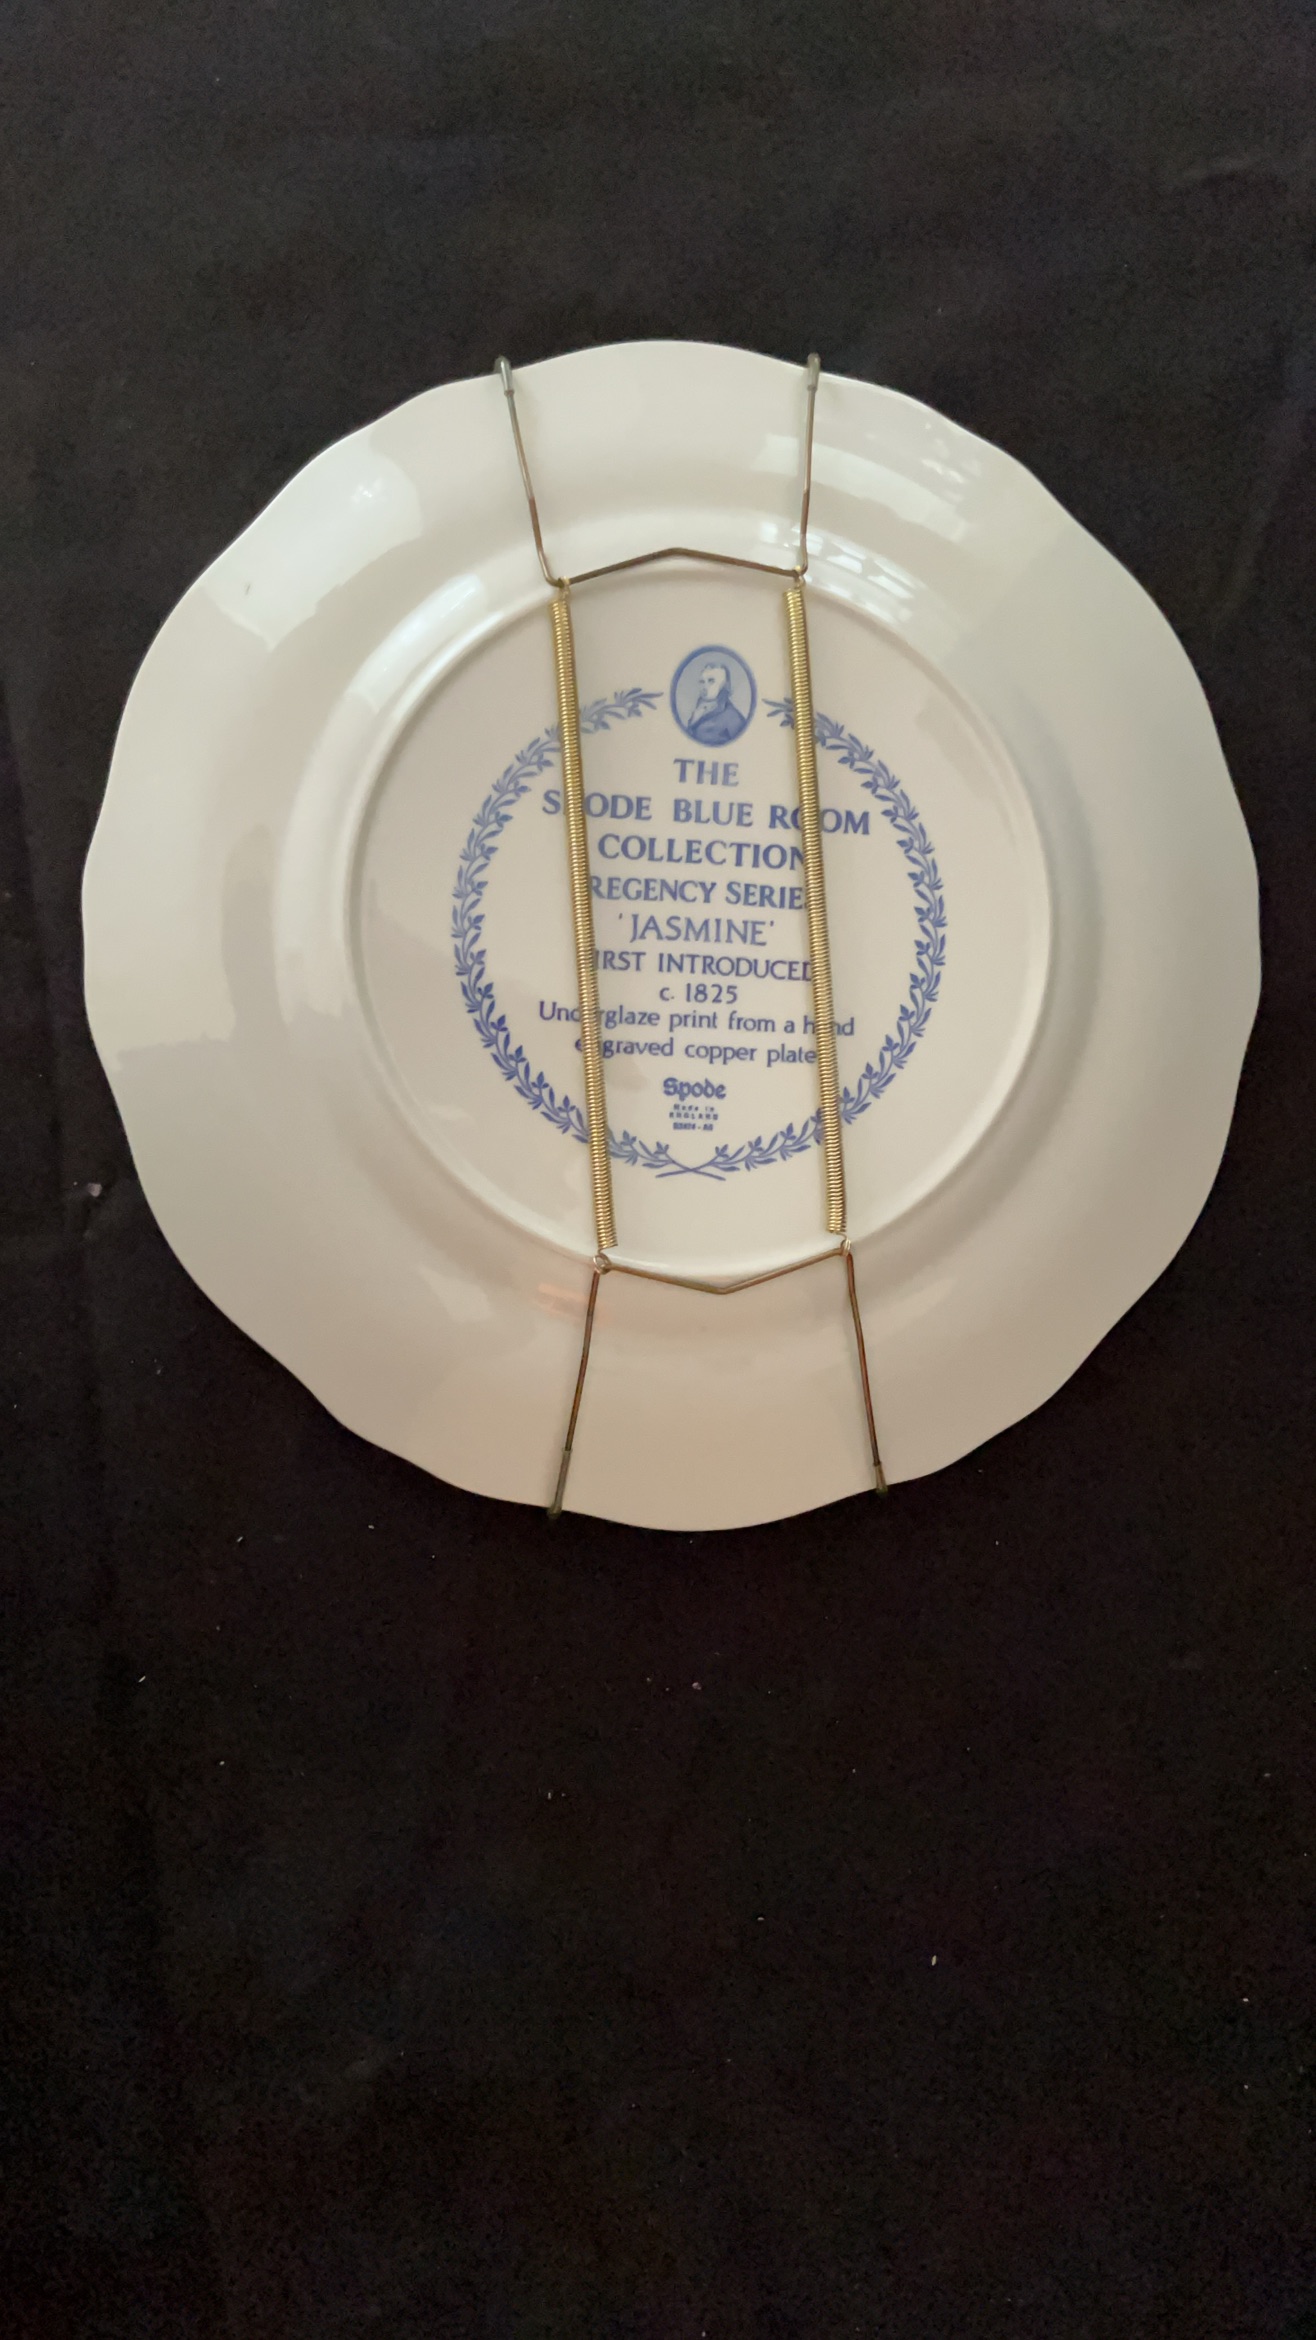 THE
SPODE BLUE ROOM
COLLECTION
REGENCY SERIES
'JASMINE'
FIRST INTRODUCED
c. 1825
Underglaze print from a hand
engraved copper plate
Spode
Made in
ENGLAND